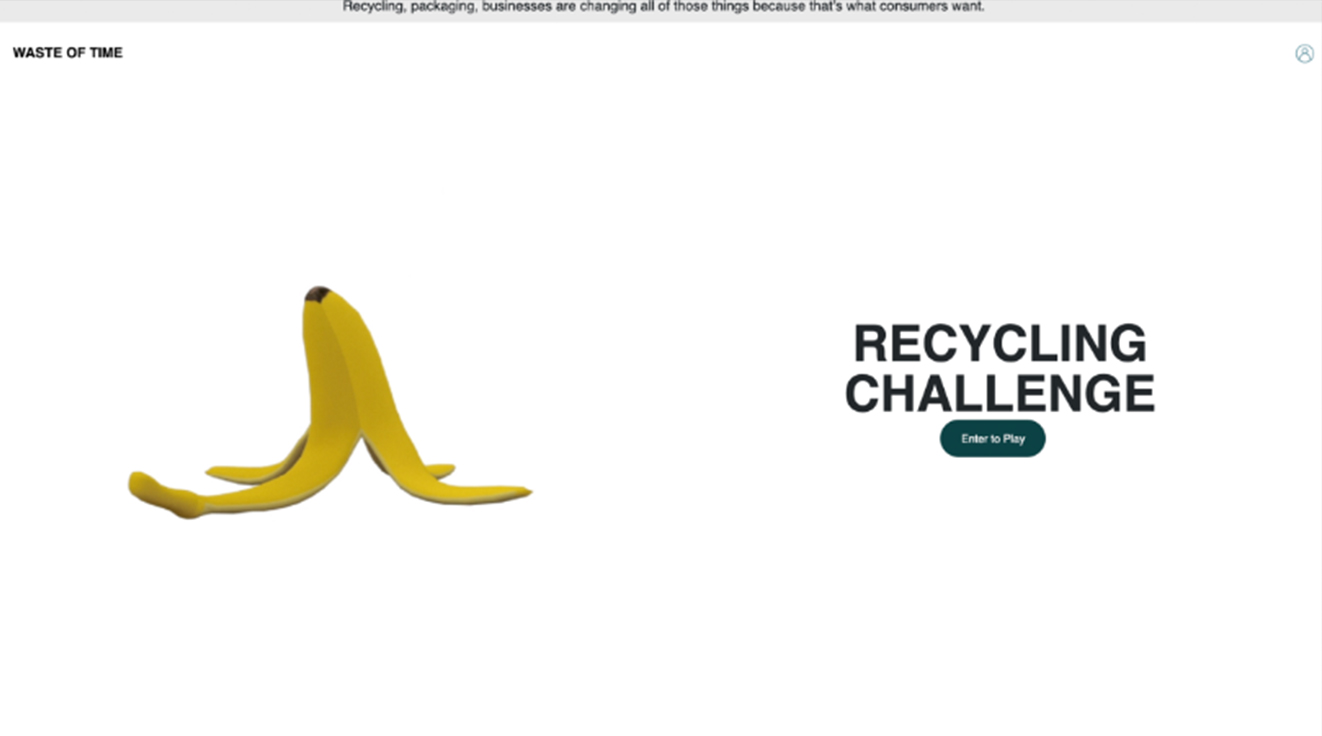 Recycling, packaging, businesses are changing all of those things because that's what consumers want.
WASTE OF TIME
RECYCLING
CHALLENGE
Enter to Play